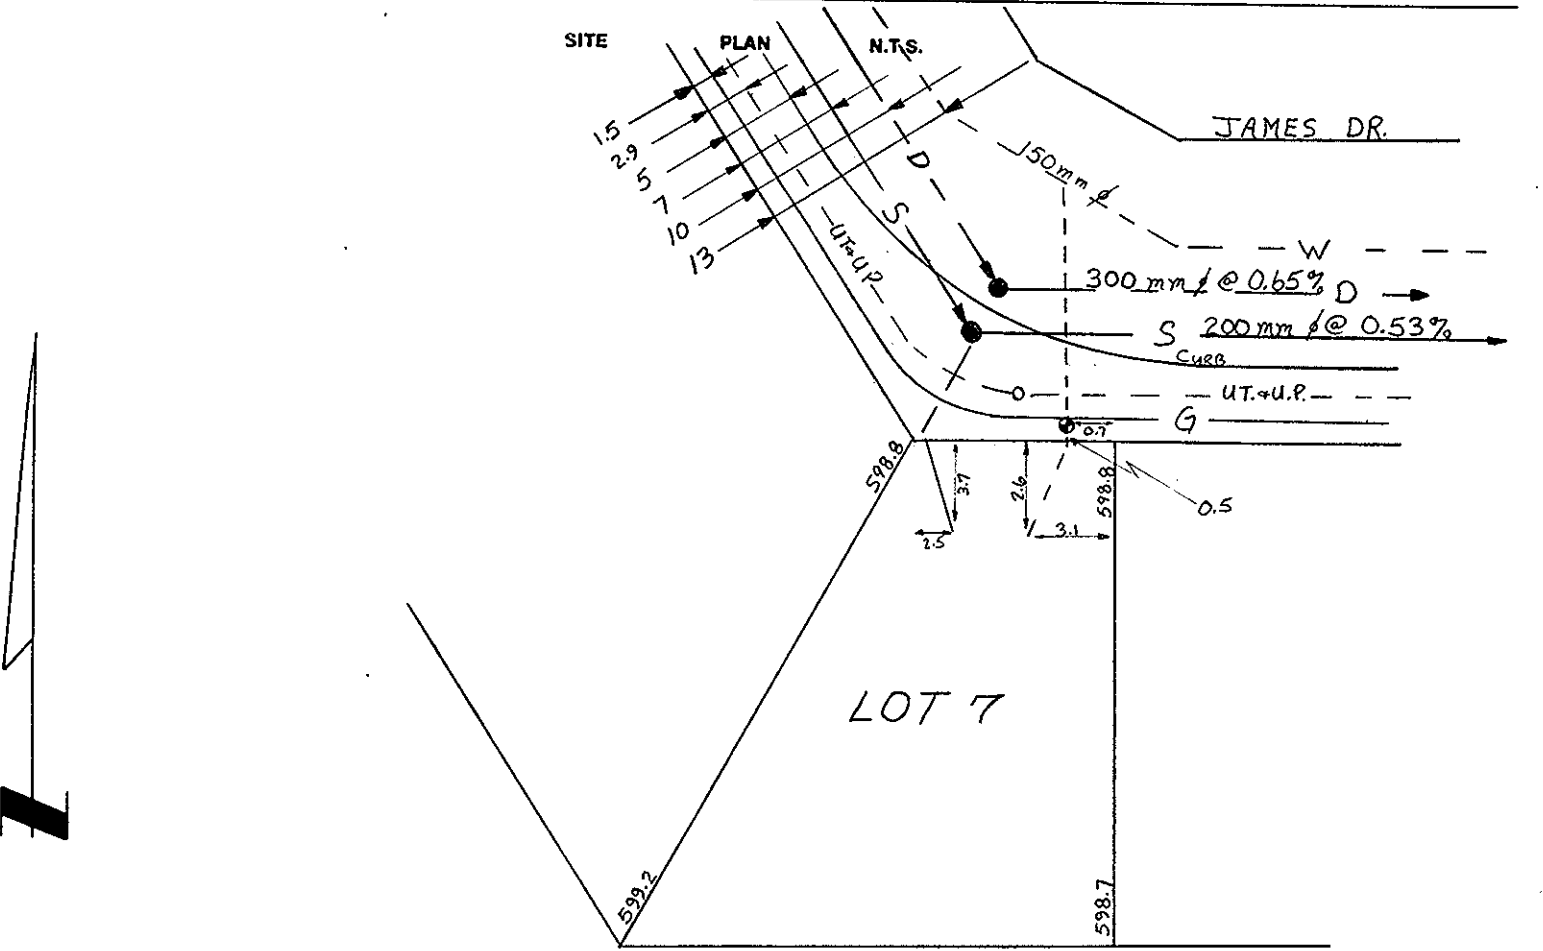 SITE PLAN N.T.S.
JAMES DR.
1.5
2.9
5
7
10
13
D
S
150mm ø
UT.&U.P.
W
300 mm ø @ 0.65% D
S 200 mm ø @ 0.53%
CURB
UT.&U.P.
G
0.7
598.8
3.7
2.6
598.8
0.5
2.5
3.1
LOT 7
599.2
598.7
N